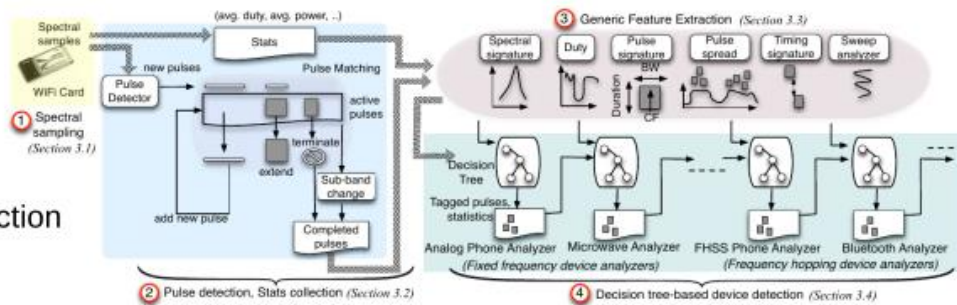 Spectral
samples
WiFi Card
1 Spectral
sampling
(Section 3.1)
ction
(avg. duty, avg. power, ..)
Stats
new pulses
Pulse Matching
Pulse
Detector
active
pulses
terminate
extend
Sub-band
change
add new pulse
Completed
pulses
2 Pulse detection, Stats collection (Section 3.2)
3 Generic Feature Extraction (Section 3.3)
Spectral
signature
Duty
Pulse
signature
Pulse
spread
Timing
signature
Sweep
analyzer
BW
Duration
CF
Decision
Tree
Tagged pulses,
statistics
Analog Phone Analyzer
Microwave Analyzer
FHSS Phone Analyzer
Bluetooth Analyzer
(Fixed frequency device analyzers)
(Frequency hopping device analyzers)
4 Decision tree-based device detection (Section 3.4)